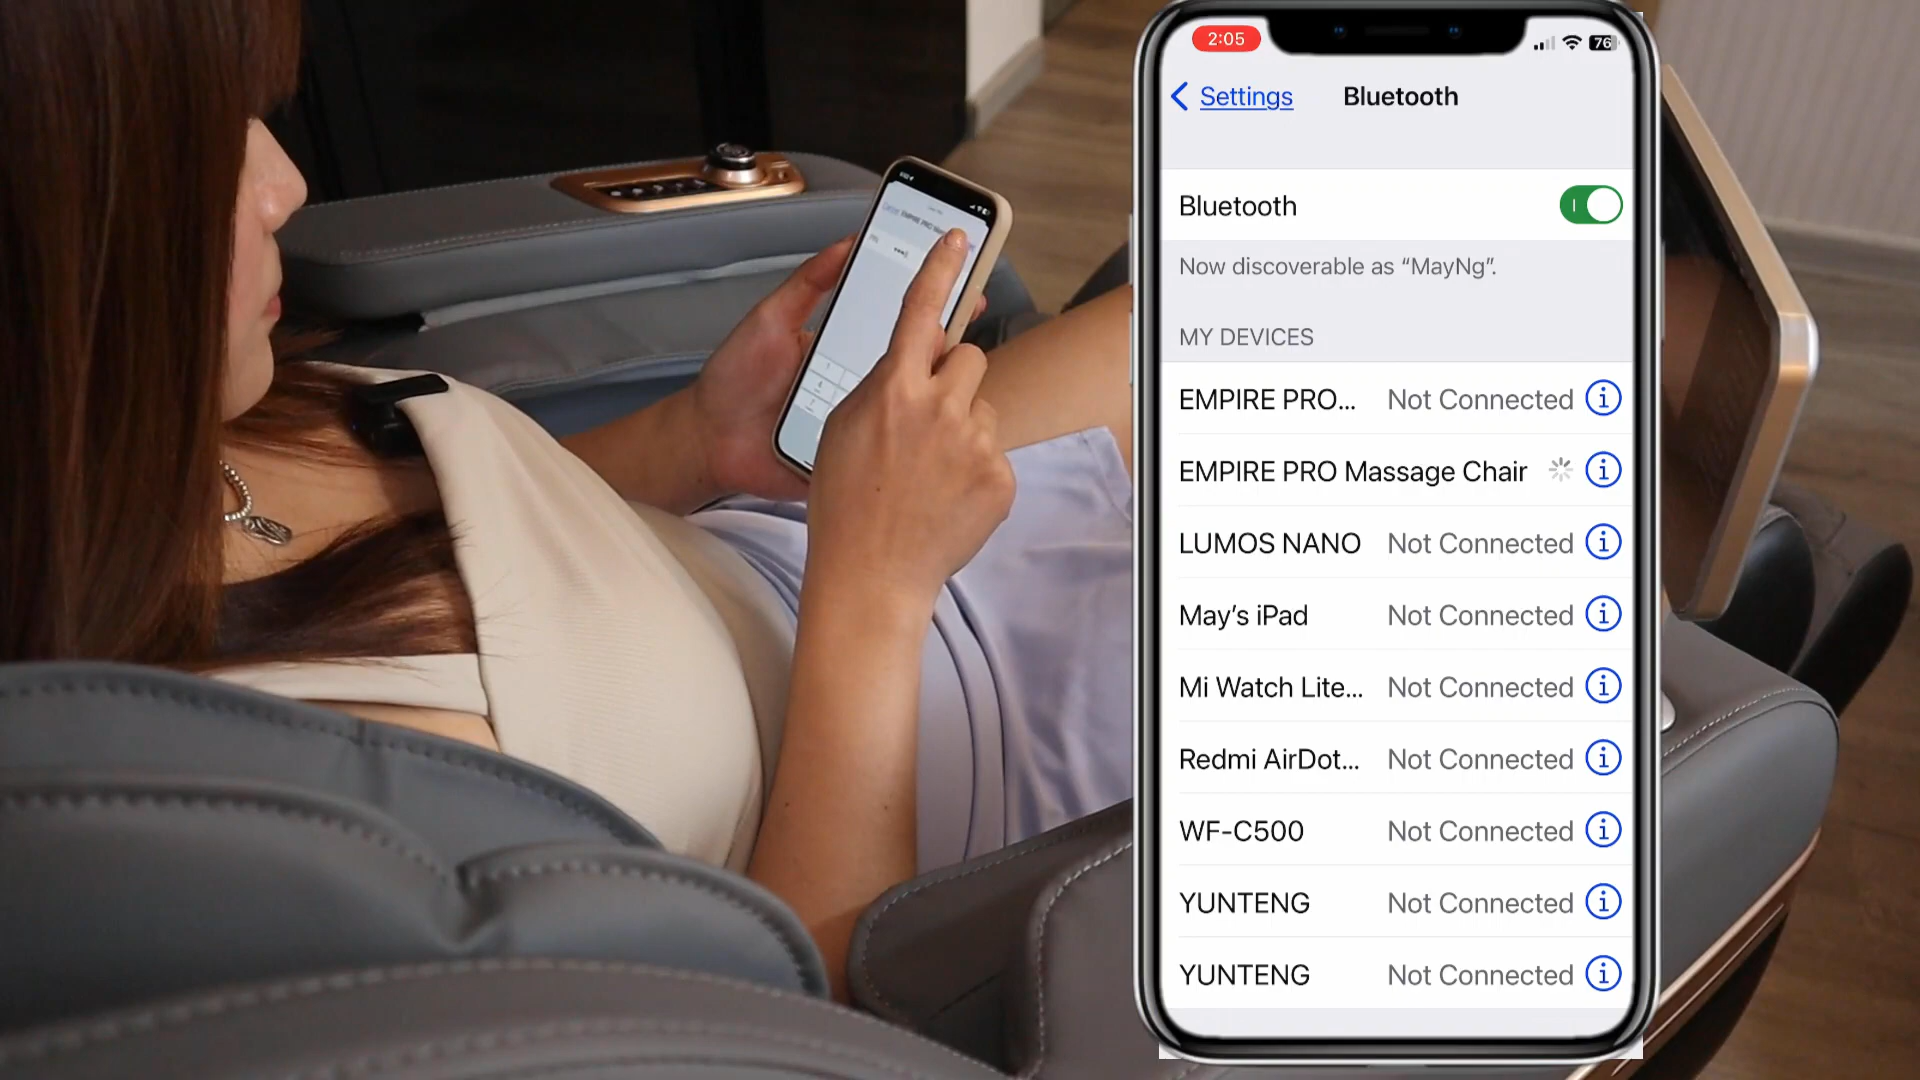 2:05
76
Settings
Bluetooth
Bluetooth
Now discoverable as “MayNg”.
MY DEVICES
EMPIRE PRO... Not Connected
EMPIRE PRO Massage Chair
LUMOS NANO Not Connected
May’s iPad Not Connected
Mi Watch Lite... Not Connected
Redmi AirDot... Not Connected
WF-C500 Not Connected
YUNTENG Not Connected
YUNTENG Not Connected
EMPIRE PRO